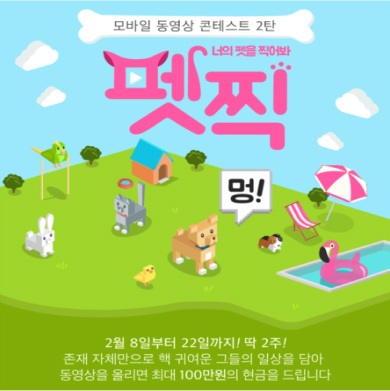 모바일 동영상 콘테스트 2탄
너의 펫을 찍어봐
펫찍
멍!
2월 8일부터 22일까지! 딱 2주!
존재 자체만으로 핵 귀여운 그들의 일상을 담아
동영상을 올리면 최대 100만원의 현금을 드립니다